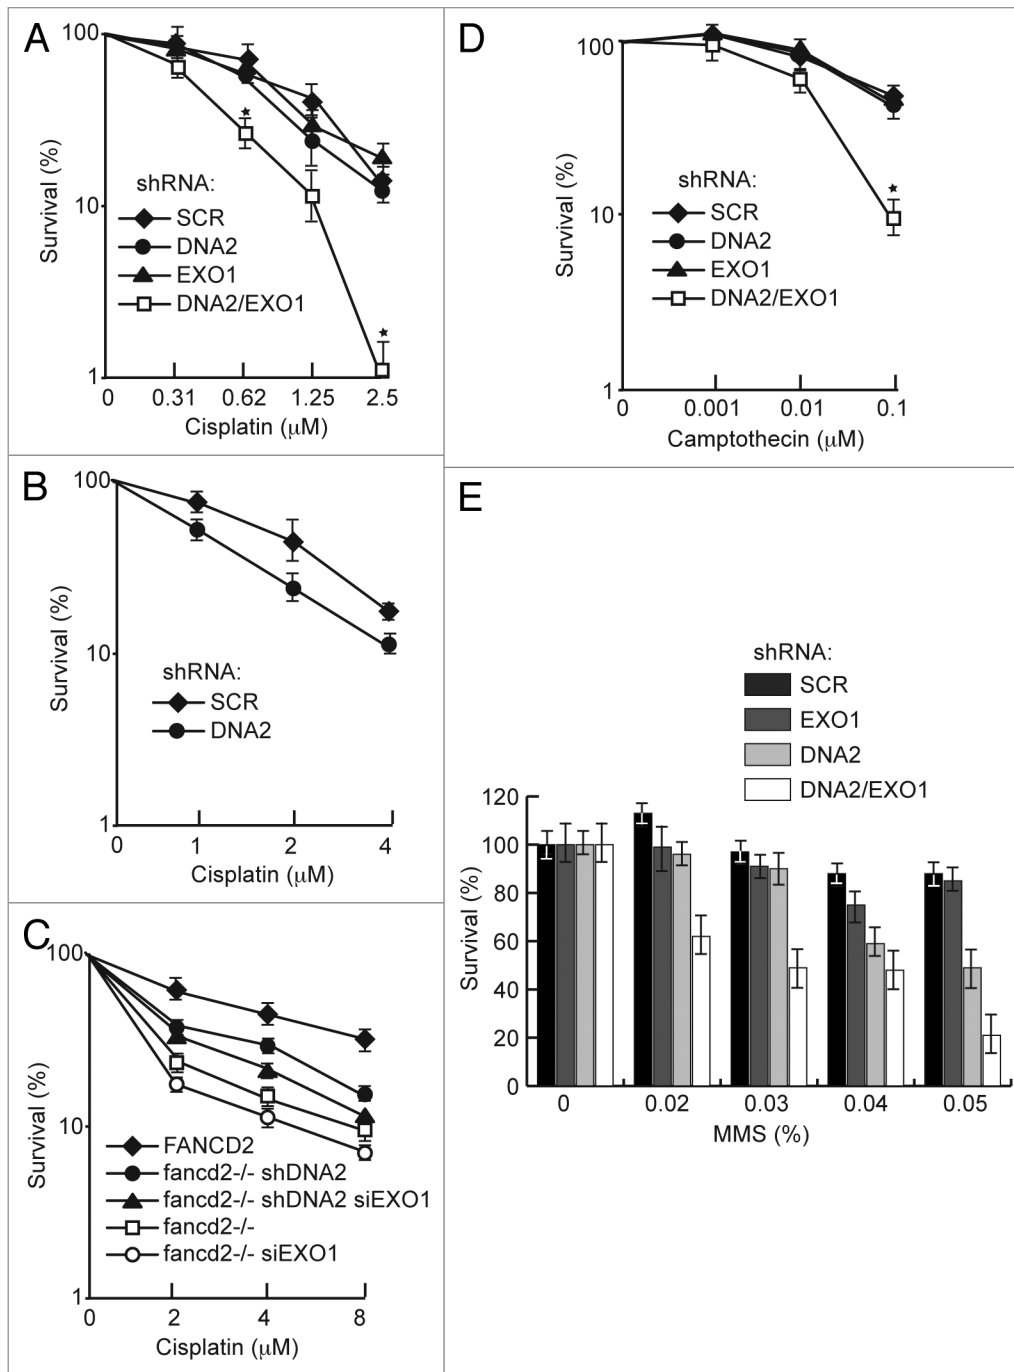 A
100
10
1
Survival (%)
shRNA:
SCR
DNA2
EXO1
DNA2/EXO1
0 0.31 0.62 1.25 2.5
Cisplatin (μM)
B
100
10
1
Survival (%)
shRNA:
SCR
DNA2
0 1 2 4
Cisplatin (μM)
C
100
10
1
Survival (%)
FANCD2
fancd2-/- shDNA2
fancd2-/- shDNA2 siEXO1
fancd2-/-
fancd2-/- siEXO1
0 2 4 8
Cisplatin (μM)
D
100
10
1
Survival (%)
shRNA:
SCR
DNA2
EXO1
DNA2/EXO1
0 0.001 0.01 0.1
Camptothecin (μM)
E
shRNA:
SCR
EXO1
DNA2
DNA2/EXO1
120
100
80
60
40
20
0
Survival (%)
0 0.02 0.03 0.04 0.05
MMS (%)